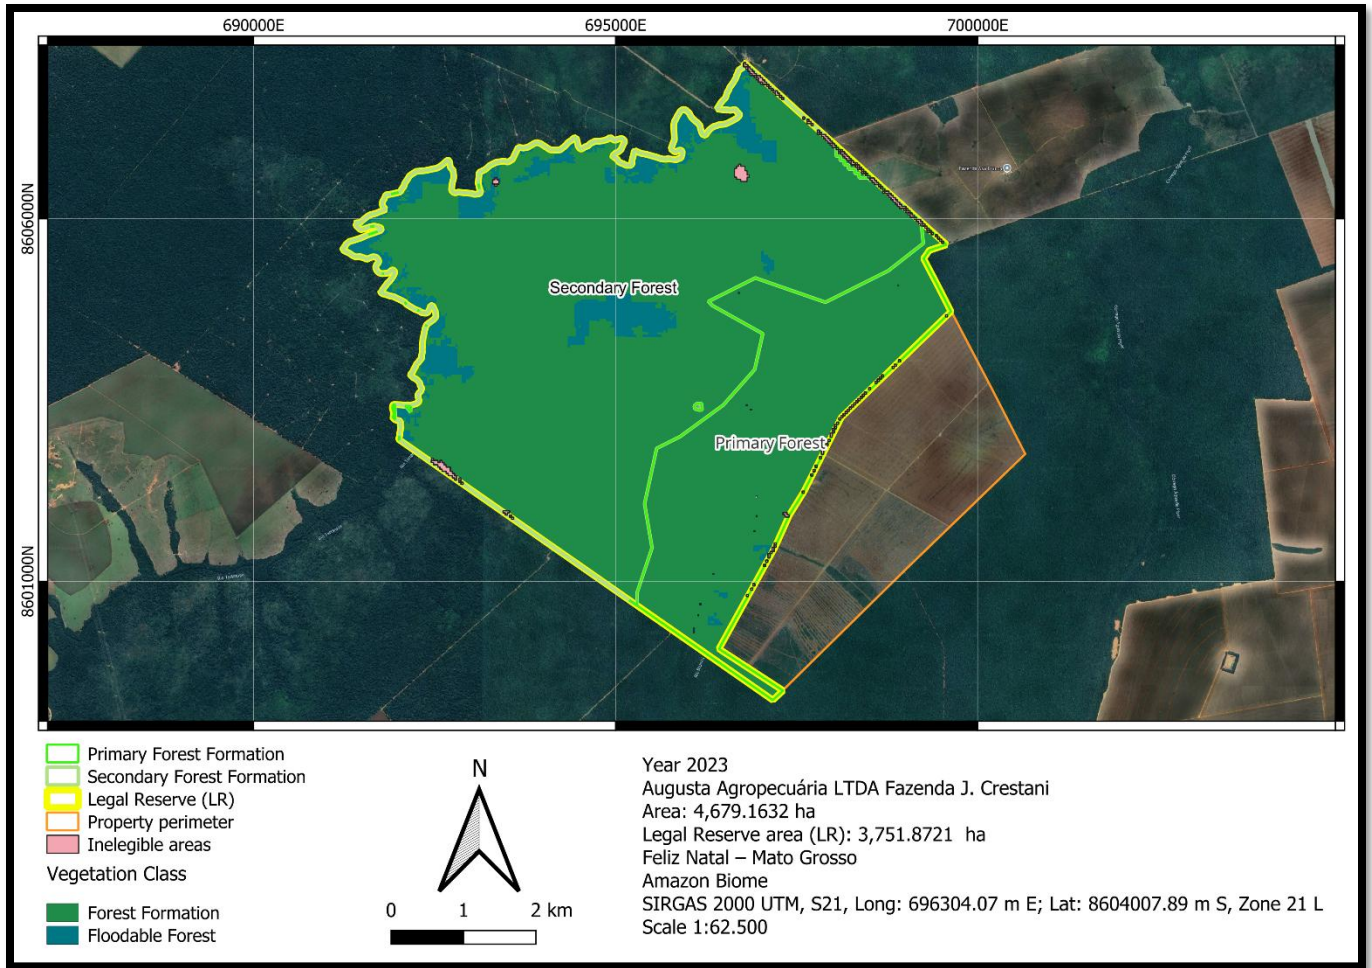 690000E 695000E 700000E
8606000N
8601000N
Secondary Forest
Primary Forest
Primary Forest Formation
Secondary Forest Formation
Legal Reserve (LR)
Property perimeter
Inelegible areas
Vegetation Class
Forest Formation
Floodable Forest
N
0 1 2 km
Year 2023
Augusta Agropecuária LTDA Fazenda J. Crestani
Area: 4,679.1632 ha
Legal Reserve area (LR): 3,751.8721 ha
Feliz Natal – Mato Grosso
Amazon Biome
SIRGAS 2000 UTM, S21, Long: 696304.07 m E; Lat: 8604007.89 m S, Zone 21 L
Scale 1:62.500